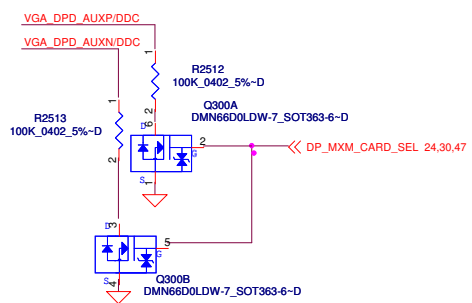 VGA_DPD_AUXP/DDC
VGA_DPD_AUXN/DDC
1
R2512
100K_0402_5%~D
1
2
Q300A
DMN66D0LDW-7_SOT363-6~D
R2513
100K_0402_5%~D
D
6
2
G
DP_MXM_CARD_SEL 24,30,47
2
S
1
D
3
5
G
S
4
Q300B
DMN66D0LDW-7_SOT363-6~D